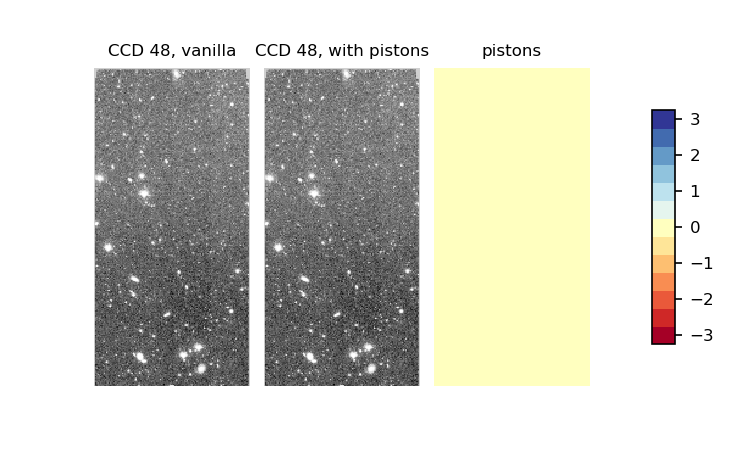 CCD 48, vanilla
CCD 48, with pistons
pistons
3
2
1
0
−1
−2
−3